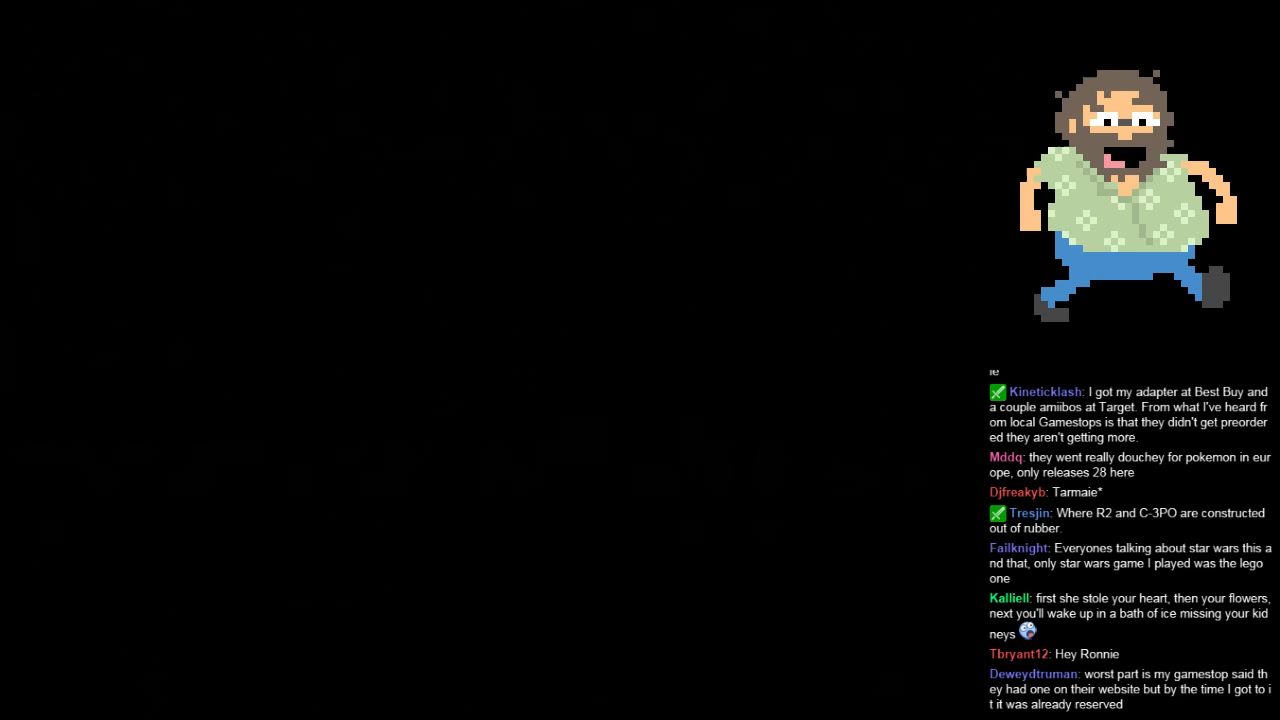 Kineticklash: I got my adapter at Best Buy and
a couple amiibos at Target. From what I've heard fr
om local Gamestops is that they didn't get preorder
ed they aren't getting more.
Mddq: they went really douchey for pokemon in eur
ope, only releases 28 here
Djfreakyb: Tarmaie*
Tresjin: Where R2 and C-3PO are constructed
out of rubber.
Failknight: Everyones talking about star wars this a
nd that, only star wars game I played was the lego
one
Kalliell: first she stole your heart, then your flowers,
next you'll wake up in a bath of ice missing your kid
neys
Tbryant12: Hey Ronnie
Deweydtruman: worst part is my gamestop said th
ey had one on their website but by the time I got to i
t it was already reserved